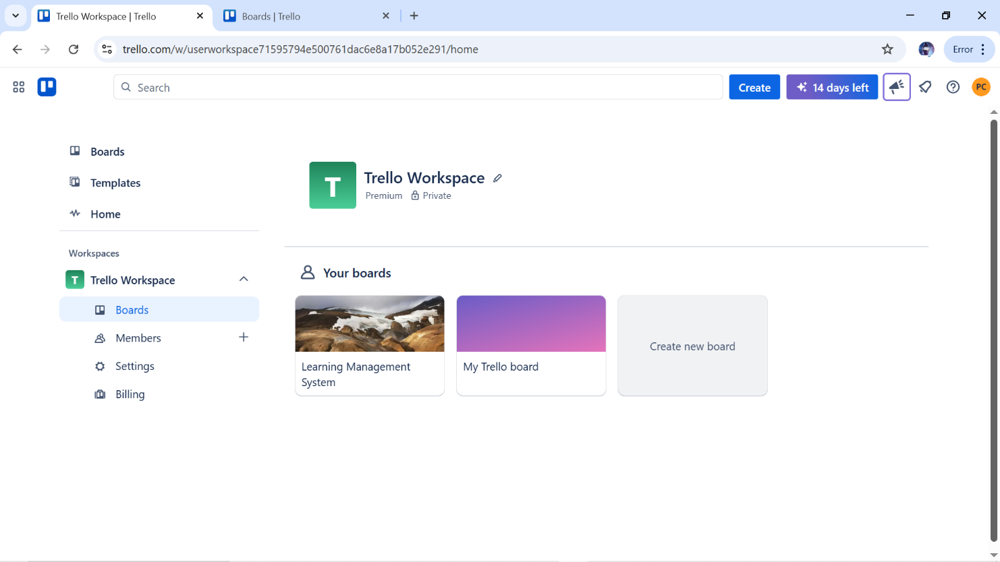 Trello Workspace | Trello
Boards | Trello
trello.com/w/userworkspace71595794e500761dac6e8a17b052e291/home
Error
Search
Create
14 days left
PC
Boards
Templates
Home
Workspaces
T
Trello Workspace
Boards
Members
Settings
Billing
T
Trello Workspace
Premium
Private
Your boards
Learning Management
System
My Trello board
Create new board